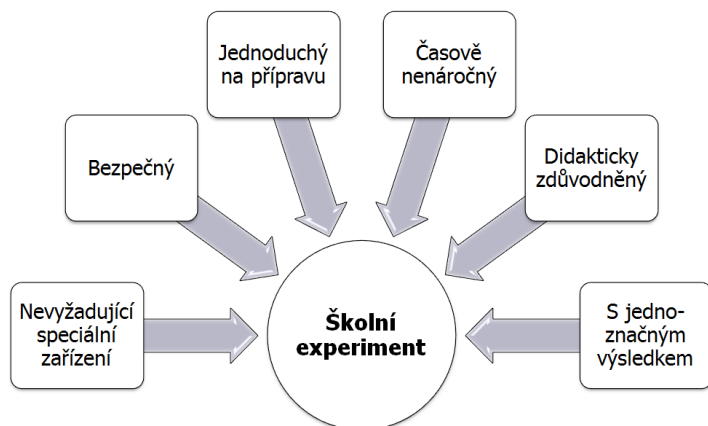 Jednoduchý
na přípravu
Časově
nenáročný
Bezpečný
Didakticky
zdůvodněný
Nevyžadující
speciální
zařízení
Školní
experiment
S jedno-
značným
výsledkem